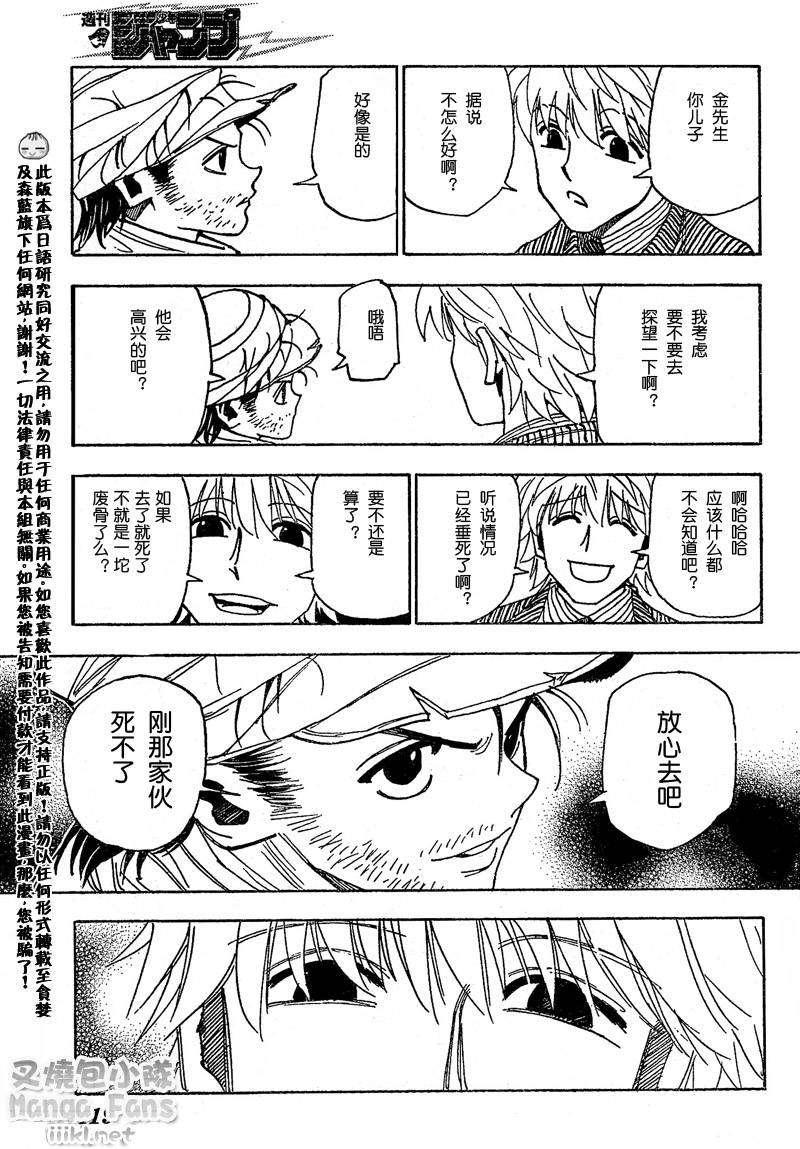 週刊
少年
ジャンプ
金先生
你儿子
据说
不怎么好啊？
好像是的
我考虑
要不要去
探望一下啊？
哦唔
他会
高兴的吧？
啊哈哈哈
应该什么都
不会知道吧？
听说情况
已经垂死了啊？
要不还是
算了？
如果
去了就死了
不就是一坨
废骨了么？
放心去吧
刚那家伙
死不了
此版本爲日語研究同好交流之用，請勿用于任何商業用途。如您喜歡此作品，請支持正版！請勿以任何形式轉載至貪婪
及森藍旗下任何網站，謝謝！一切法律責任與本組無關。如果您被告知需要付款才能看到此漫畫，那麽，您被騙了！
叉燒包小隊
Manga Fans
iiikl.net